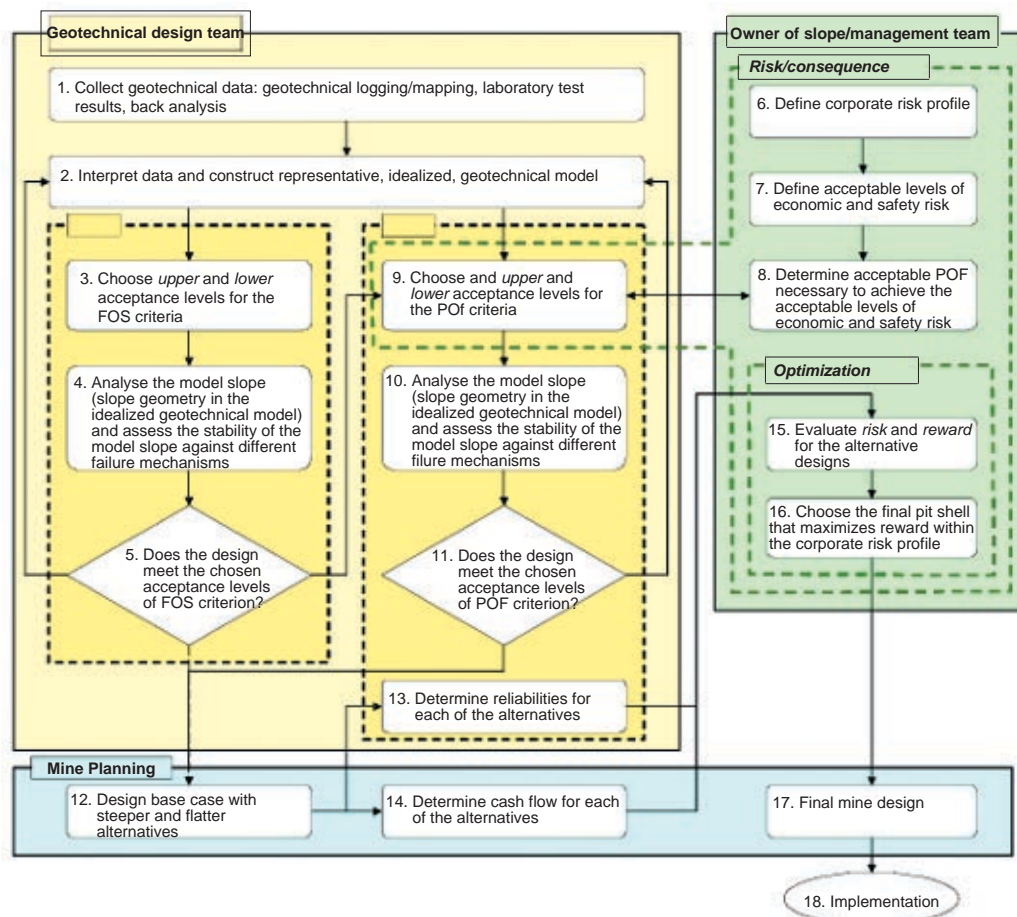 Geotechnical design team
1. Collect geotechnical data: geotechnical logging/mapping, laboratory test
results, back analysis
2. Interpret data and construct representative, idealized, geotechnical model
3. Choose upper and lower
acceptance levels for the
FOS criteria
4. Analyse the model slope
(slope geometry in the
idealized geotechnical model)
and assess the stability of the
model slope against different
failure mechanisms
5. Does the design
meet the chosen
acceptance levels
of FOS criterion?
9. Choose and upper and
lower acceptance levels for
the POf criteria
10. Analyse the model slope
(slope geometry in the
idealized geotechnical model)
and assess the stability of the
model slope against different
filure mechanisms
11. Does the design
meet the chosen
acceptance levels
of POF criterion?
13. Determine reliabilities for
each of the alternatives
Owner of slope/management team
Risk/consequence
6. Define corporate risk profile
7. Define acceptable levels of
economic and safety risk
8. Determine acceptable POF
necessary to achieve the
acceptable levels of
economic and safety risk
Optimization
15. Evaluate risk and reward
for the alternative
designs
16. Choose the final pit shell
that maximizes reward within
the corporate risk profile
Mine Planning
12. Design base case with
steeper and flatter
alternatives
14. Determine cash flow for each
of the alternatives
17. Final mine design
18. Implementation